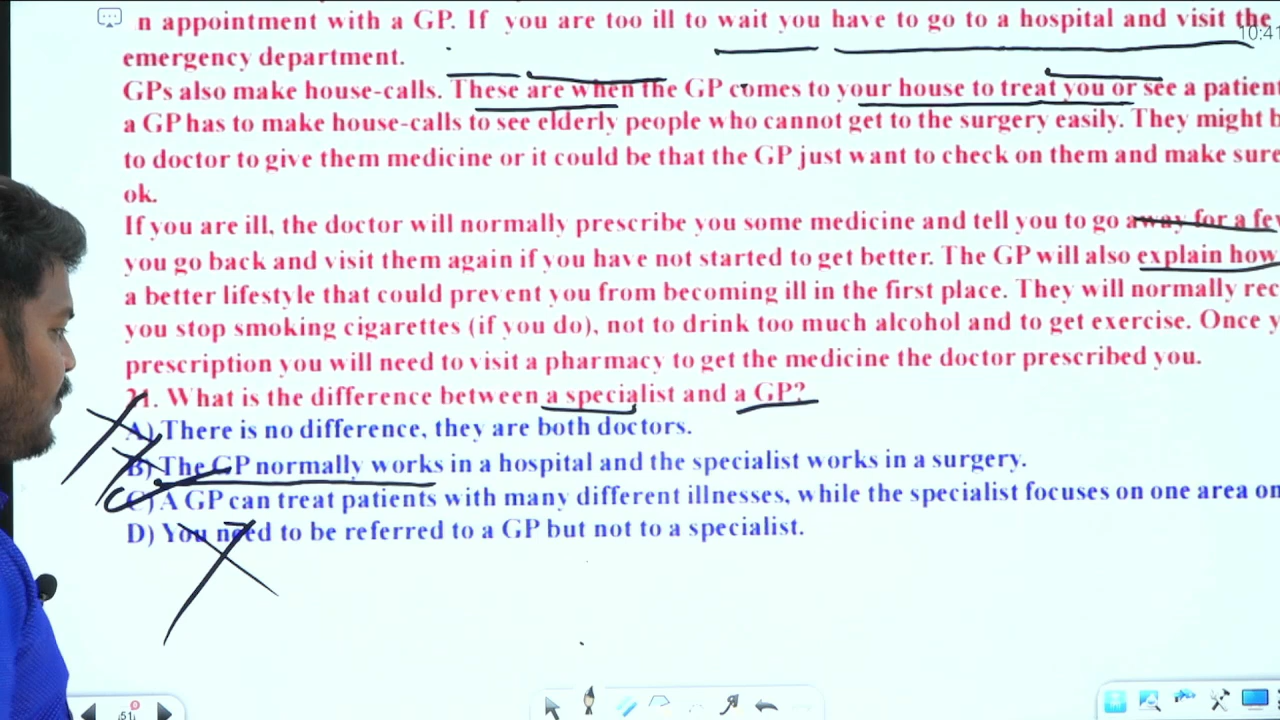 n appointment with a GP. If you are too ill to wait you have to go to a hospital and visit the
10:41
emergency department.
GPs also make house-calls. These are when the GP comes to your house to treat you or see a patient
a GP has to make house-calls to see elderly people who cannot get to the surgery easily. They might b
to doctor to give them medicine or it could be that the GP just want to check on them and make sure
ok.
If you are ill, the doctor will normally prescribe you some medicine and tell you to go away for a fe
you go back and visit them again if you have not started to get better. The GP will also explain how
a better lifestyle that could prevent you from becoming ill in the first place. They will normally rec
you stop smoking cigarettes (if you do), not to drink too much alcohol and to get exercise. Once y
prescription you will need to visit a pharmacy to get the medicine the doctor prescribed you.
21. What is the difference between a specialist and a GP?
A) There is no difference, they are both doctors.
B) The GP normally works in a hospital and the specialist works in a surgery.
C) A GP can treat patients with many different illnesses, while the specialist focuses on one area on
D) You need to be referred to a GP but not to a specialist.
51